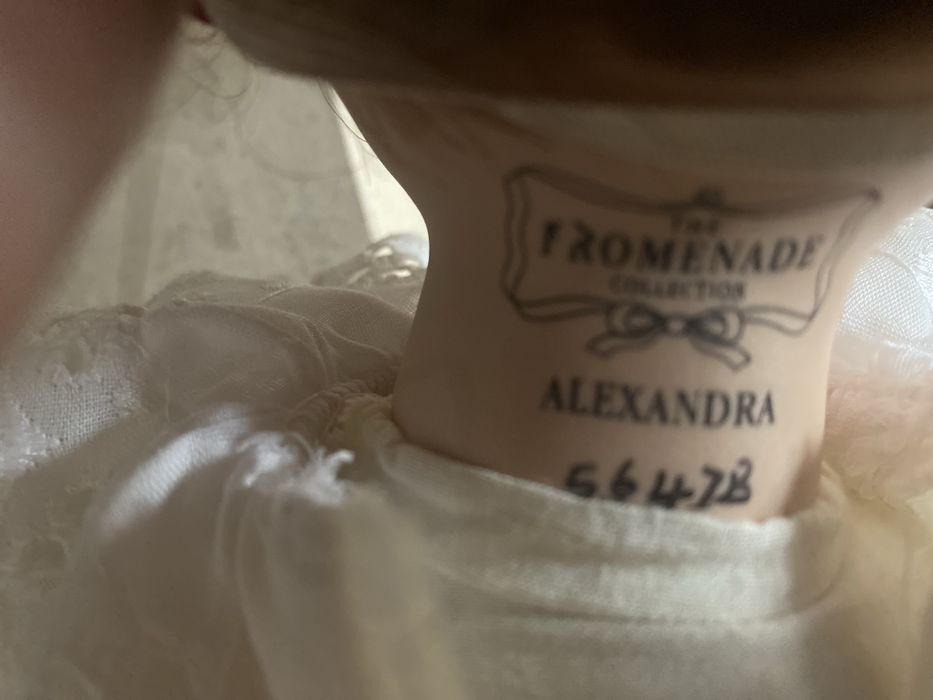 THE
PROMENADE
COLLECTION
ALEXANDRA
5647B